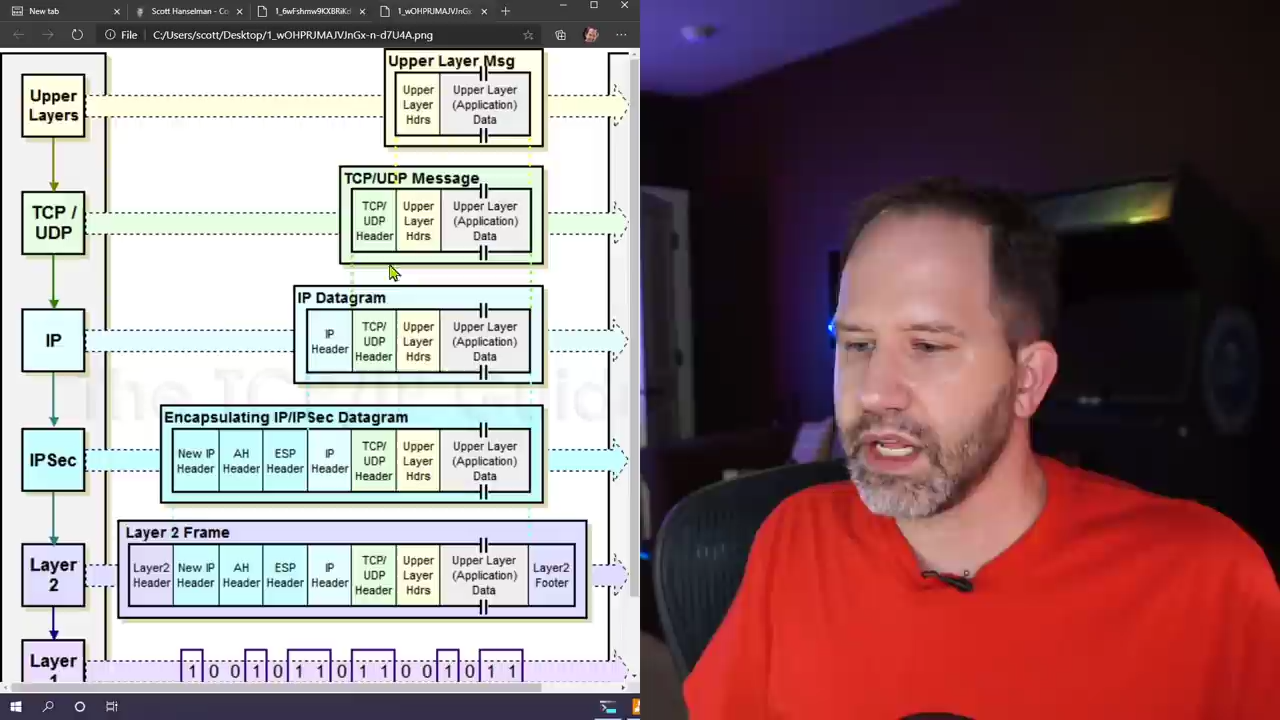 New tab
Scott Hanselman - Co
1_6wFshmw9KXBRiKc
1_wOHPRJMAJVJnGx
File
C:/Users/scott/Desktop/1_wOHPRJMAJVJnGx-n-d7U4A.png
Upper Layer Msg
Upper
Layers
Upper
Layer
Hdrs
Upper Layer
(Application)
Data
TCP/UDP Message
TCP /
UDP
TCP/
UDP
Header
Upper
Layer
Hdrs
Upper Layer
(Application)
Data
IP Datagram
IP
IP
Header
TCP/
UDP
Header
Upper
Layer
Hdrs
Upper Layer
(Application)
Data
The TCP/IP Guid
Encapsulating IP/IPSec Datagram
IPSec
New IP
Header
AH
Header
ESP
Header
IP
Header
TCP/
UDP
Header
Upper
Layer
Hdrs
Upper Layer
(Application)
Data
Layer 2 Frame
Layer
2
Layer2
Header
New IP
Header
AH
Header
ESP
Header
IP
Header
TCP/
UDP
Header
Upper
Layer
Hdrs
Upper Layer
(Application)
Data
Layer2
Footer
Layer
1 0 0 1 0 1 1 0 1 1 0 0 1 0 1 1